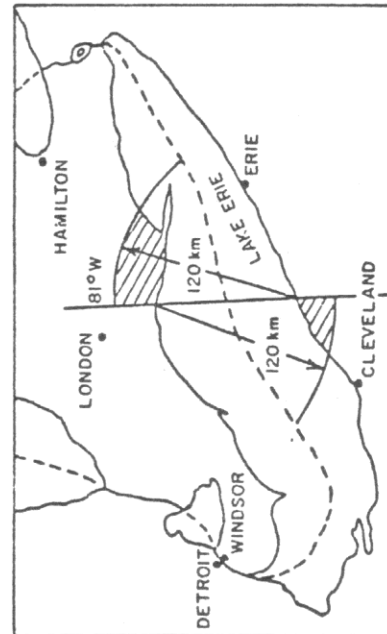 HAMILTON
81°W
120 km
LAKE ERIE
ERIE
LONDON
120 km
CLEVELAND
WINDSOR
DETROIT